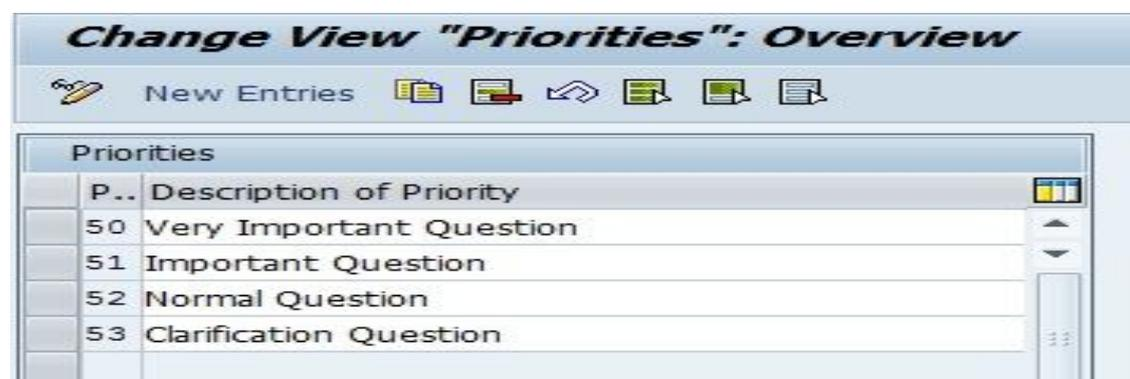 Change View "Priorities": Overview
New Entries
Priorities
P.. Description of Priority
50 Very Important Question
51 Important Question
52 Normal Question
53 Clarification Question